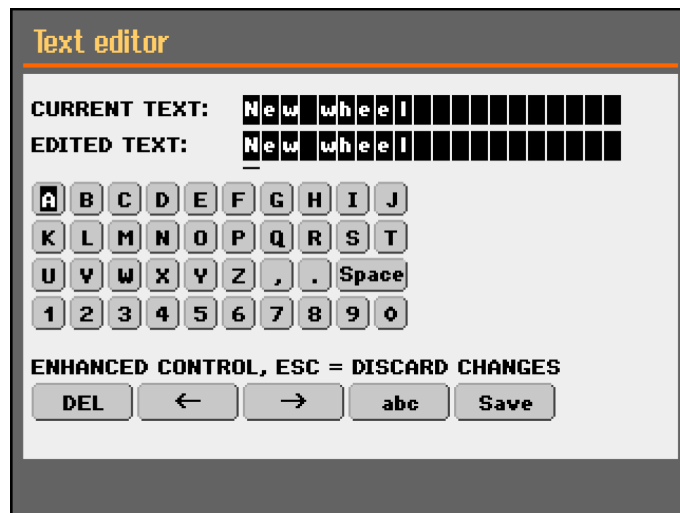 Text editor
CURRENT TEXT: New wheel
EDITED TEXT: New wheel
A B C D E F G H I J
K L M N O P Q R S T
U V W X Y Z , . Space
1 2 3 4 5 6 7 8 9 0
ENHANCED CONTROL, ESC = DISCARD CHANGES
DEL ← → abc Save